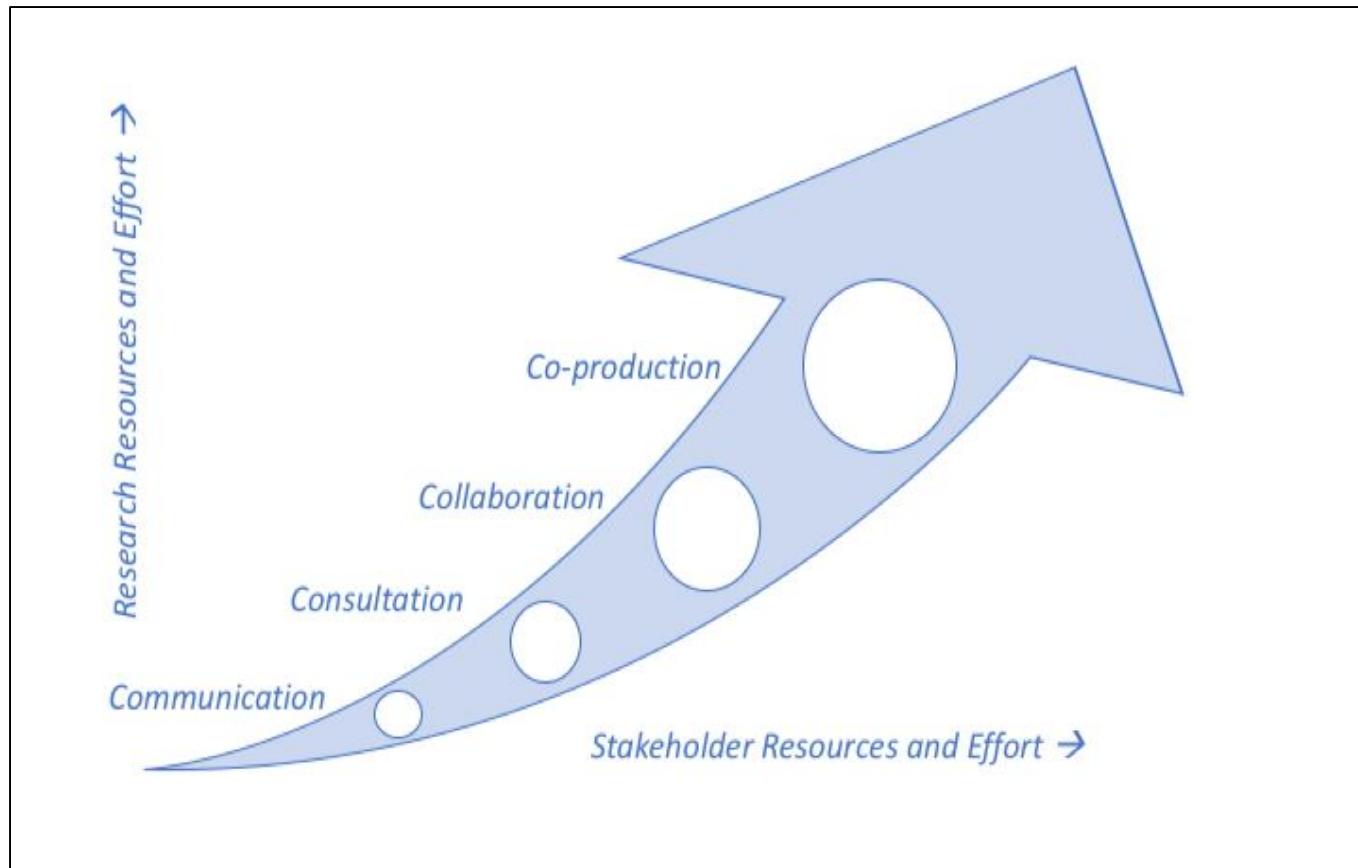 Research Resources and Effort →
Co-production
Collaboration
Consultation
Communication
Stakeholder Resources and Effort →